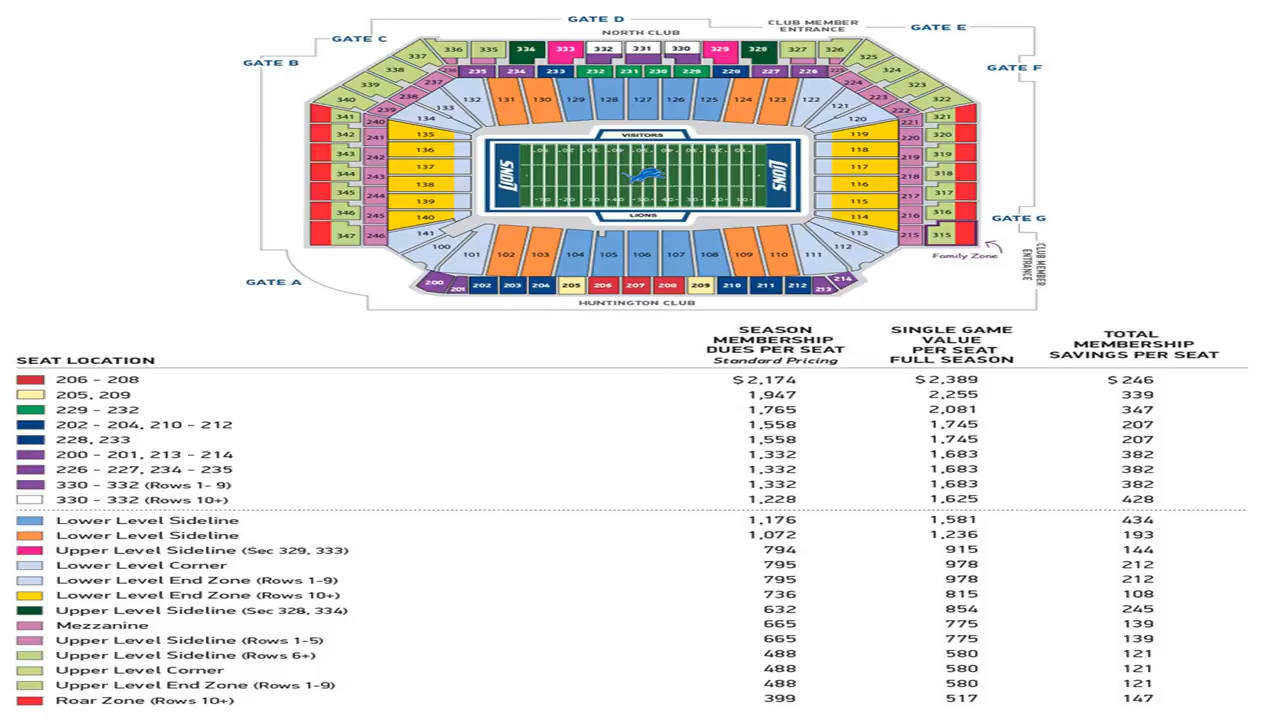 GATE D
CLUB MEMBER
ENTRANCE
GATE E
GATE C
NORTH CLUB
GATE B
GATE F
336 335 334 333 332 331 330 329 328 327 326
337 325
338 324
339 323
340 322
235 234 233 232 231 230 229 228 227 226
237 224
238 223
239 222
133 132 131 130 129 128 127 126 125 124 123 122 121
134 120
341 240 221 321
342 241 135 119 220 320
343 242 136 118 219 319
344 243 137 117 218 318
345 244 138 116 217 317
346 245 139 115 216 316
347 246 140 114 215 315
141 113
VISITORS
LIONS LIONS
LIONS
GATE G
Family Zone
CLUB MEMBER
ENTRANCE
100 101 102 103 104 105 106 107 108 109 110 111 112
200 201 202 203 204 205 206 207 208 209 210 211 212 213 214
GATE A
HUNTINGTON CLUB
SEAT LOCATION
SEASON MEMBERSHIP DUES PER SEAT Standard Pricing
SINGLE GAME VALUE PER SEAT FULL SEASON
TOTAL MEMBERSHIP SAVINGS PER SEAT
206 - 208 $ 2,174 $ 2,389 $ 246
205, 209 1,947 2,255 339
229 - 232 1,765 2,081 347
202 - 204, 210 - 212 1,558 1,745 207
228, 233 1,558 1,745 207
200 - 201, 213 - 214 1,332 1,683 382
226 - 227, 234 - 235 1,332 1,683 382
330 - 332 (Rows 1- 9) 1,332 1,683 382
330 - 332 (Rows 10+) 1,228 1,625 428
Lower Level Sideline 1,176 1,581 434
Lower Level Sideline 1,072 1,236 193
Upper Level Sideline (Sec 329, 333) 794 915 144
Lower Level Corner 795 978 212
Lower Level End Zone (Rows 1-9) 795 978 212
Lower Level End Zone (Rows 10+) 736 815 108
Upper Level Sideline (Sec 328, 334) 632 854 245
Mezzanine 665 775 139
Upper Level Sideline (Rows 1-5) 665 775 139
Upper Level Sideline (Rows 6+) 488 580 121
Upper Level Corner 488 580 121
Upper Level End Zone (Rows 1-9) 488 580 121
Roar Zone (Rows 10+) 399 517 147